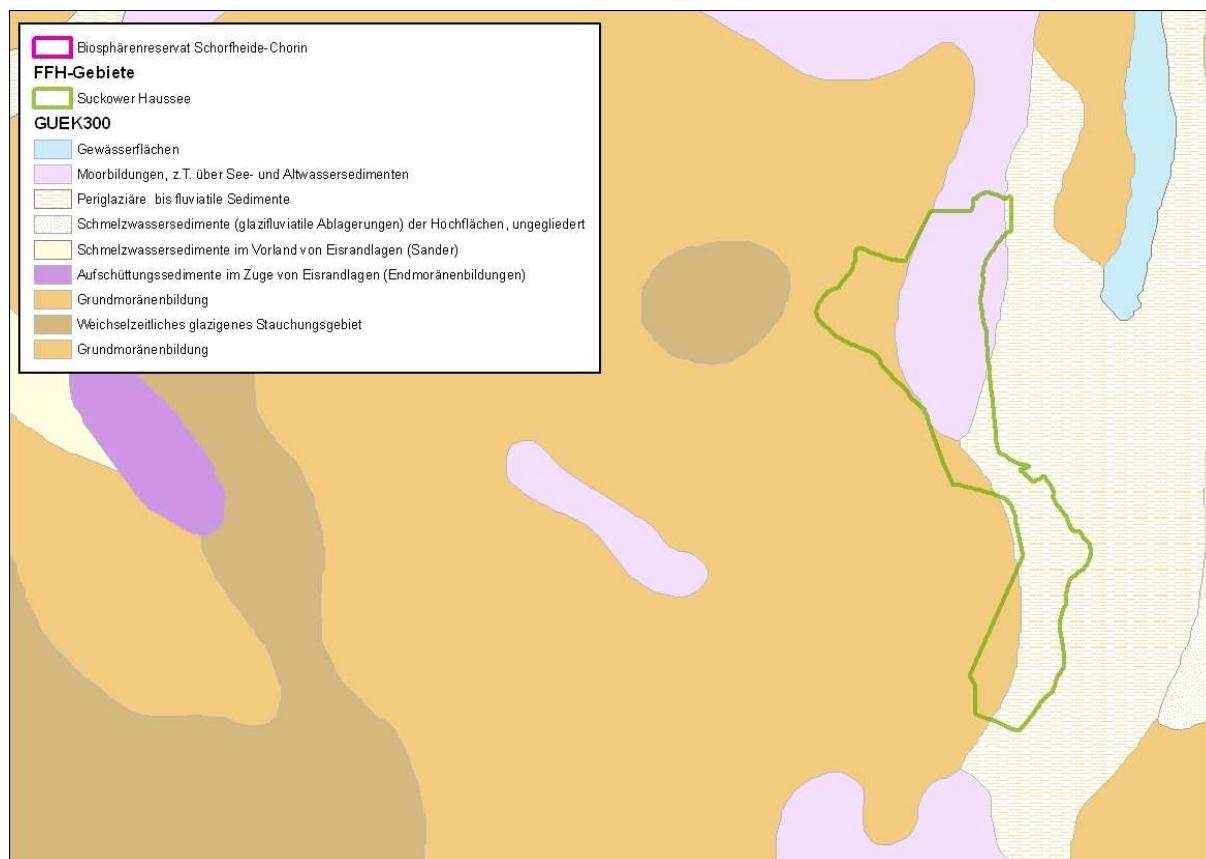 Biosphärenreservat Schorfheide-Chorin
FFH-Gebiete
Suckower Haussee
GUEK300
Gewässerflächen
Moorbildungen, z.T. über See- und Altwassersedimenten
Periglaziäre bis fluviatile Sedimente
Schmelzwassersedimente (glazifluviatile Ablagerungen) der Hochflächen, ungegliedert
Schmelzwassersedimente im Vorland von Eisrandlagen (Sander)
Aufschüttungssedimente im Zuge von Eisrandlagen (Endmoränenbildungen)
Grundmoränenbildung
Weichselzeitliches glazigenes Stauchungsgebiet
Grundmoränenbildung